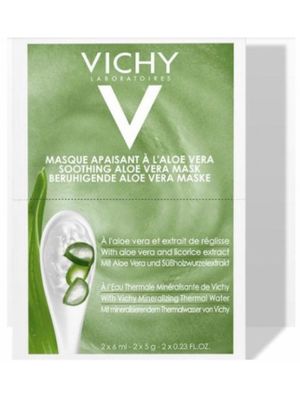 VICHY
LABORATOIRES
V
MASQUE APAISANT À L'ALOE VERA
SOOTHING ALOE VERA MASK
BERUHIGENDE ALOE VERA MASKE
À l'aloe vera et extrait de réglisse
With aloe vera and licorice extract
Mit Aloe Vera und Süßholzwurzelextrakt
À l'Eau Thermale Minéralisante de Vichy
With Vichy Mineralizing Thermal Water
Mit mineralisierendem Thermalwasser von Vichy
2 x 6 ml - 2 x 5 g - 2 x 0.23 FL.OZ.